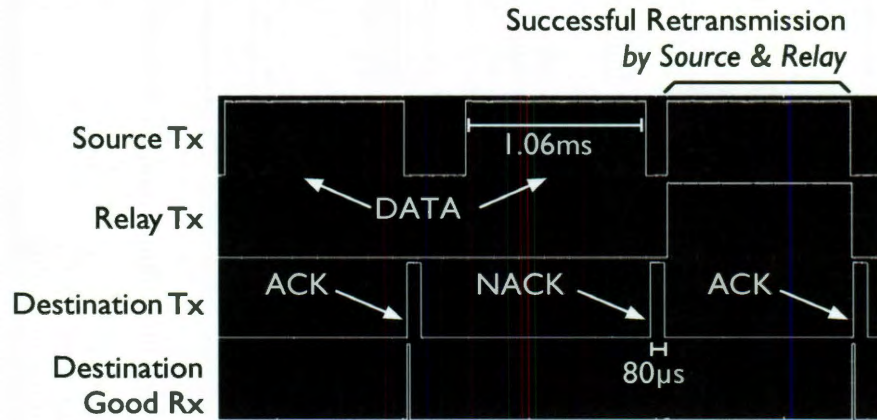 Successful Retransmission
by Source & Relay
Source Tx
1.06ms
DATA
Relay Tx
ACK
NACK
ACK
Destination Tx
80µs
Destination
Good Rx